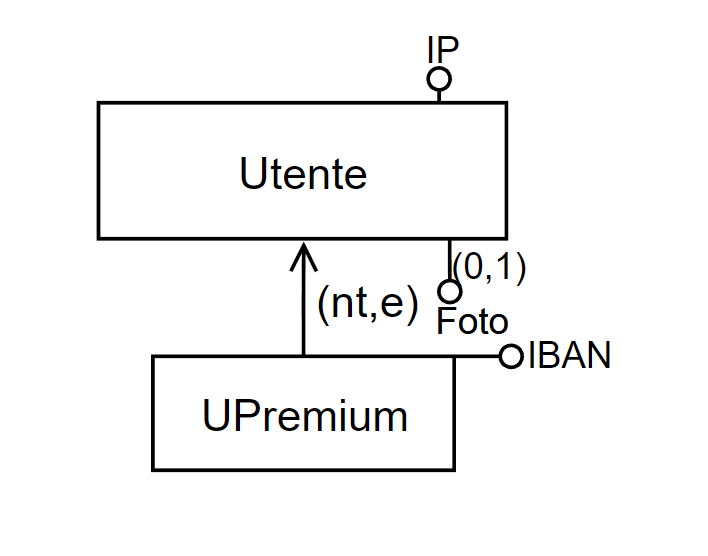 IP
Utente
(0,1)
(nt,e)
Foto
IBAN
UPremium